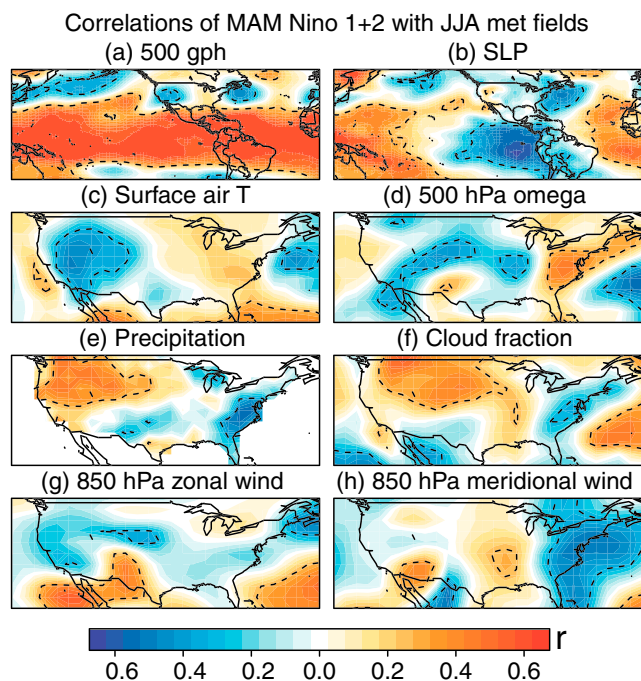 Correlations of MAM Nino 1+2 with JJA met fields
(a) 500 gph
(b) SLP
(c) Surface air T
(d) 500 hPa omega
(e) Precipitation
(f) Cloud fraction
(g) 850 hPa zonal wind
(h) 850 hPa meridional wind
r
0.6 0.4 0.2 0.0 0.2 0.4 0.6